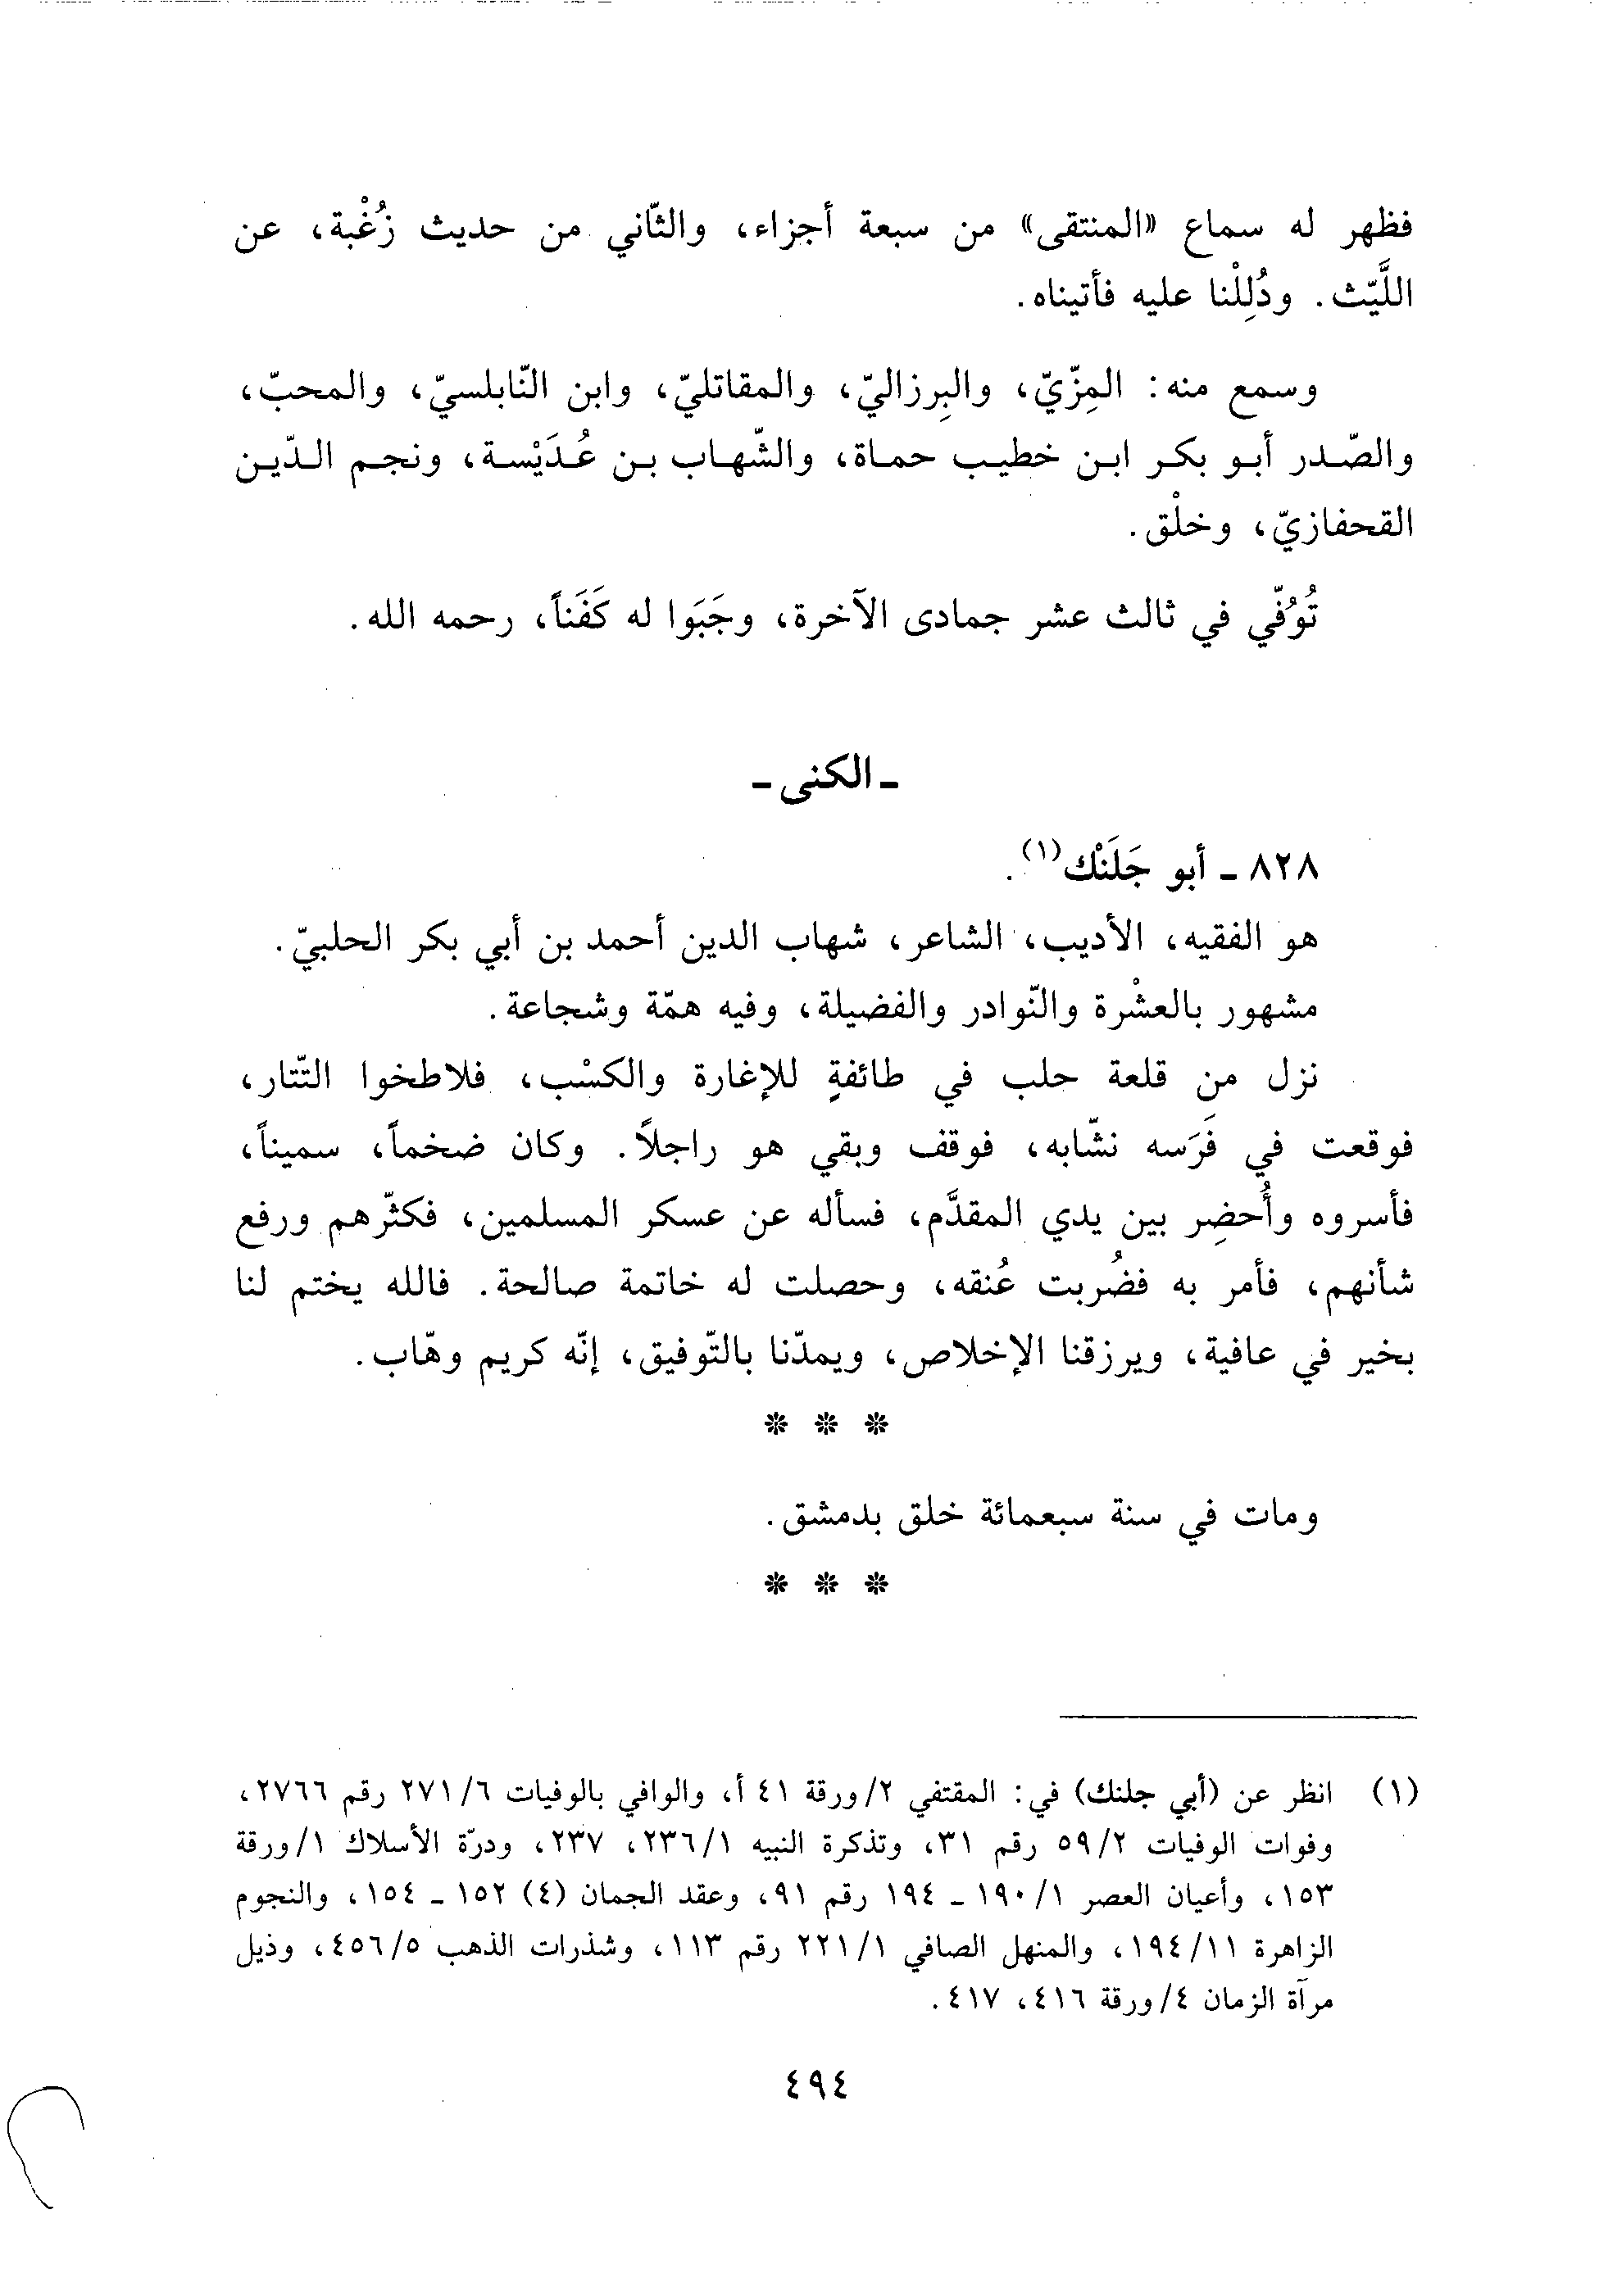 فظهر له سماع «المنتقى» من سبعة أجزاء، والثّاني من حديث زُغْبة، عن
اللَّيّث. ودُلِلْنا عليه فأتيناه.
وسمع منه: المِزّيّ، والبِرزاليّ، والمقاتليّ، وابن النّابلسيّ، والمحبّ،
والصّدر أبو بكر ابن خطيب حماة، والشّهاب بن عُدَيْسة، ونجم الدّين
القحفازيّ، وخلْق.
تُوُفّي في ثالث عشر جمادى الآخرة، وجَبَوا له كَفَناً، رحمه الله.
ـ الكنى ـ
٨٢٨ ـ أبو جَلَنْك(١).
هو الفقيه، الأديب، الشاعر، شهاب الدين أحمد بن أبي بكر الحلبيّ.
مشهور بالعشْرة والنّوادر والفضيلة، وفيه همّة وشجاعة.
نزل من قلعة حلب في طائفةٍ للإغارة والكسْب، فلاطخوا التّتار،
فوقعت في فَرَسه نشّابه، فوقف وبقي هو راجلاً. وكان ضخماً، سميناً،
فأسروه وأُحضِر بين يدي المقدَّم، فسأله عن عسكر المسلمين، فكثّرهم ورفع
شأنهم، فأمر به فضُربت عُنقه، وحصلت له خاتمة صالحة. فالله يختم لنا
بخير في عافية، ويرزقنا الإخلاص، ويمدّنا بالتّوفيق، إنّه كريم وهّاب.
* * *
ومات في سنة سبعمائة خلق بدمشق.
* * *
(١) انظر عن (أبي جلنك) في: المقتفي ٢/ورقة ٤١ أ، والوافي بالوفيات ٢٧١/٦ رقم ٢٧٦٦،
وفوات الوفيات ٥٩/٢ رقم ٣١، وتذكرة النبيه ٢٣٦/١، ٢٣٧، ودرّة الأسلاك ١/ورقة
١٥٣، وأعيان العصر ١٩٠/١ ـ ١٩٤ رقم ٩١، وعقد الجمان (٤) ١٥٢ ـ ١٥٤، والنجوم
الزاهرة ١٩٤/١١، والمنهل الصافي ٢٢١/١ رقم ١١٣، وشذرات الذهب ٤٥٦/٥، وذيل
مرآة الزمان ٤/ورقة ٤١٦، ٤١٧.
٤٩٤